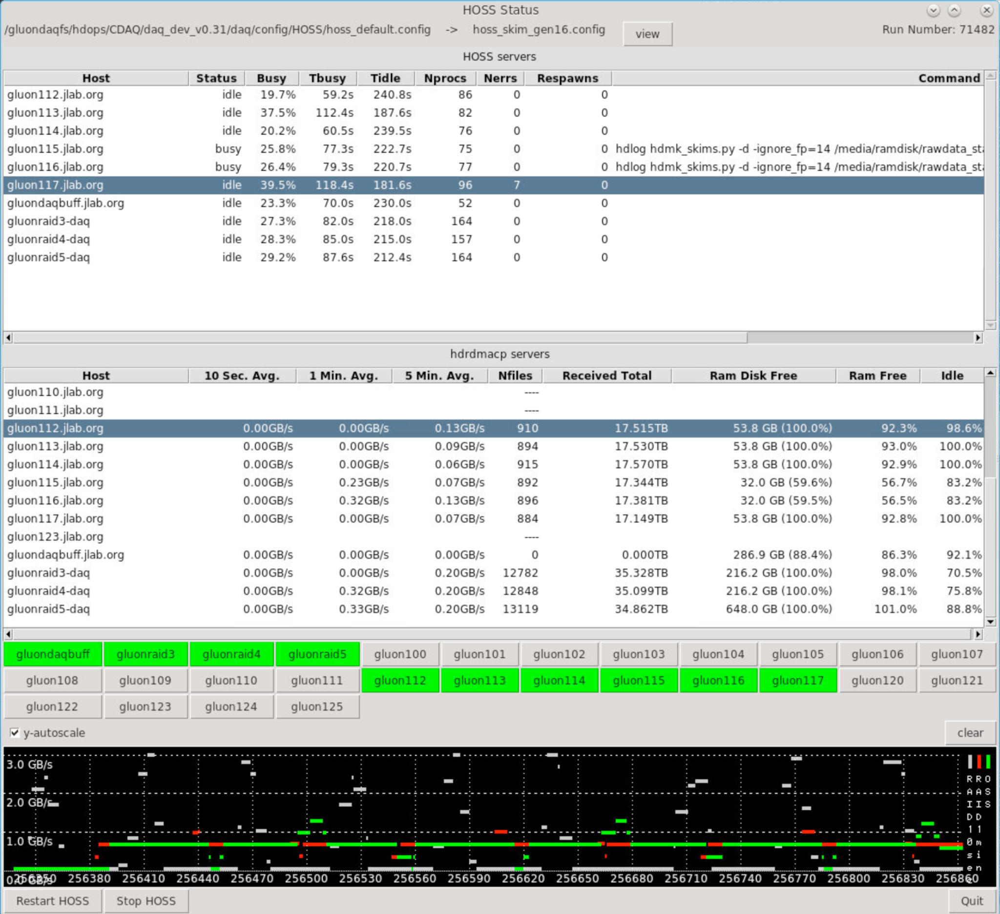 HOSS Status
/gluondaqfs/hdops/CDAQ/daq_dev_v0.31/daq/config/HOSS/hoss_default.config -> hoss_skim_gen16.config view Run Number: 71482
HOSS servers
Host Status Busy Tbusy Tidle Nprocs Nerrs Respawns Command
gluon112.jlab.org idle 19.7% 59.2s 240.8s 86 0 0
gluon113.jlab.org idle 37.5% 112.4s 187.6s 82 0 0
gluon114.jlab.org idle 20.2% 60.5s 239.5s 76 0 0
gluon115.jlab.org busy 25.8% 77.3s 222.7s 75 0 0 hdlog hdmk_skims.py -d -ignore_fp=14 /media/ramdisk/rawdata_st
gluon116.jlab.org busy 26.4% 79.3s 220.7s 77 0 0 hdlog hdmk_skims.py -d -ignore_fp=14 /media/ramdisk/rawdata_st
gluon117.jlab.org idle 39.5% 118.4s 181.6s 96 7 0
gluondaqbuff.jlab.org idle 23.3% 70.0s 230.0s 52 0 0
gluonraid3-daq idle 27.3% 82.0s 218.0s 164 0 0
gluonraid4-daq idle 28.3% 85.0s 215.0s 157 0 0
gluonraid5-daq idle 29.2% 87.6s 212.4s 164 0 0
hdrdmacp servers
Host 10 Sec. Avg. 1 Min. Avg. 5 Min. Avg. Nfiles Received Total Ram Disk Free Ram Free Idle
gluon110.jlab.org ----
gluon111.jlab.org ----
gluon112.jlab.org 0.00GB/s 0.00GB/s 0.13GB/s 910 17.515TB 53.8 GB (100.0%) 92.3% 98.6%
gluon113.jlab.org 0.00GB/s 0.00GB/s 0.09GB/s 894 17.530TB 53.8 GB (100.0%) 93.0% 100.0%
gluon114.jlab.org 0.00GB/s 0.00GB/s 0.06GB/s 915 17.570TB 53.8 GB (100.0%) 92.9% 100.0%
gluon115.jlab.org 0.00GB/s 0.23GB/s 0.07GB/s 892 17.344TB 32.0 GB (59.6%) 56.7% 83.2%
gluon116.jlab.org 0.00GB/s 0.32GB/s 0.13GB/s 896 17.381TB 32.0 GB (59.5%) 56.5% 83.2%
gluon117.jlab.org 0.00GB/s 0.00GB/s 0.07GB/s 884 17.149TB 53.8 GB (100.0%) 92.8% 100.0%
gluon123.jlab.org ----
gluondaqbuff.jlab.org 0.00GB/s 0.00GB/s 0.00GB/s 0 0.000TB 286.9 GB (88.4%) 86.3% 92.1%
gluonraid3-daq 0.00GB/s 0.00GB/s 0.20GB/s 12782 35.328TB 216.2 GB (100.0%) 98.0% 70.5%
gluonraid4-daq 0.00GB/s 0.32GB/s 0.20GB/s 12848 35.099TB 216.2 GB (100.0%) 98.1% 75.8%
gluonraid5-daq 0.00GB/s 0.33GB/s 0.20GB/s 13119 34.862TB 648.0 GB (100.0%) 101.0% 88.8%
gluondaqbuff gluonraid3 gluonraid4 gluonraid5 gluon100 gluon101 gluon102 gluon103 gluon104 gluon105 gluon106 gluon107
gluon108 gluon109 gluon110 gluon111 gluon112 gluon113 gluon114 gluon115 gluon116 gluon117 gluon120 gluon121
gluon122 gluon123 gluon124 gluon125
y-autoscale clear
3.0 GB/s
2.0 GB/s
1.0 GB/s
0.0 GB/s
256350 256380 256410 256440 256470 256500 256530 256560 256590 256620 256650 256680 256710 256740 256770 256800 256830 256860
R R O
A A S
I I S
D D
1 1
0 m
s i
e n
c
Restart HOSS Stop HOSS Quit